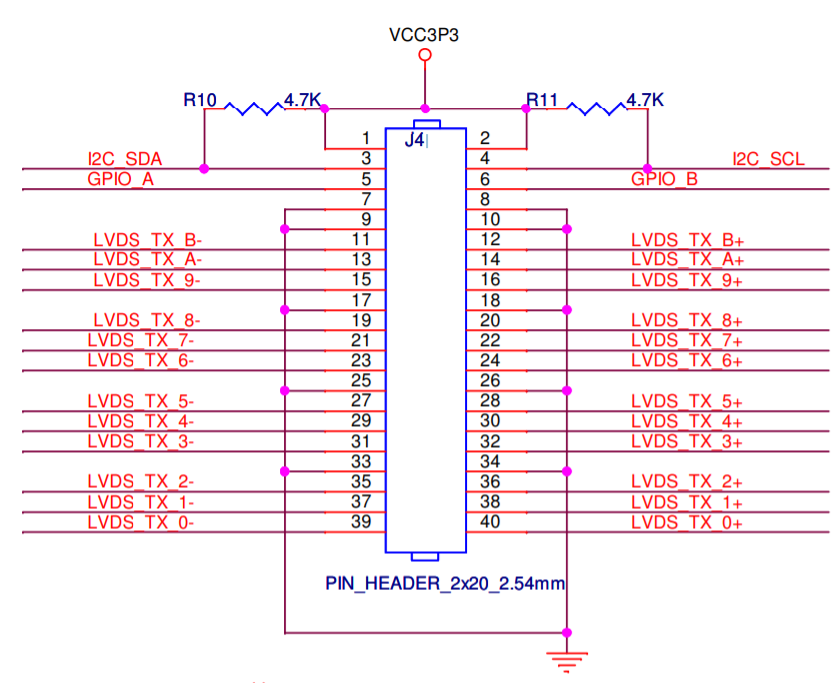 VCC3P3
R10 4.7K R11 4.7K
1 J4 2
I2C_SDA 3 4 I2C_SCL
GPIO_A 5 6 GPIO_B
7 8
9 10
LVDS_TX_B- 11 12 LVDS_TX_B+
LVDS_TX_A- 13 14 LVDS_TX_A+
LVDS_TX_9- 15 16 LVDS_TX_9+
17 18
LVDS_TX_8- 19 20 LVDS_TX_8+
LVDS_TX_7- 21 22 LVDS_TX_7+
LVDS_TX_6- 23 24 LVDS_TX_6+
25 26
LVDS_TX_5- 27 28 LVDS_TX_5+
LVDS_TX_4- 29 30 LVDS_TX_4+
LVDS_TX_3- 31 32 LVDS_TX_3+
33 34
LVDS_TX_2- 35 36 LVDS_TX_2+
LVDS_TX_1- 37 38 LVDS_TX_1+
LVDS_TX_0- 39 40 LVDS_TX_0+
PIN_HEADER_2x20_2.54mm